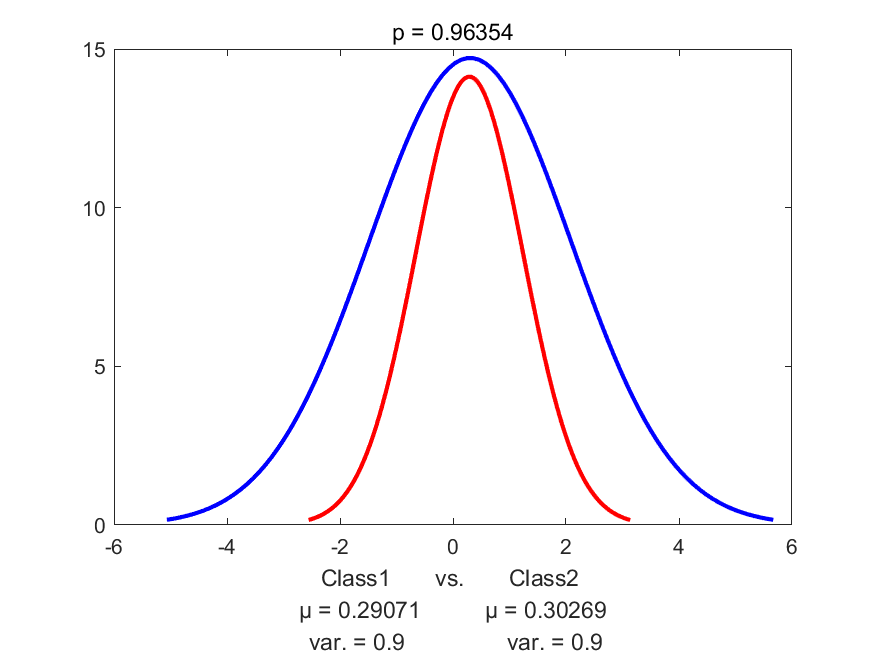 p = 0.96354
15
10
5
0
-6 -4 -2 0 2 4 6
Class1 vs. Class2
μ = 0.29071 μ = 0.30269
var. = 0.9 var. = 0.9